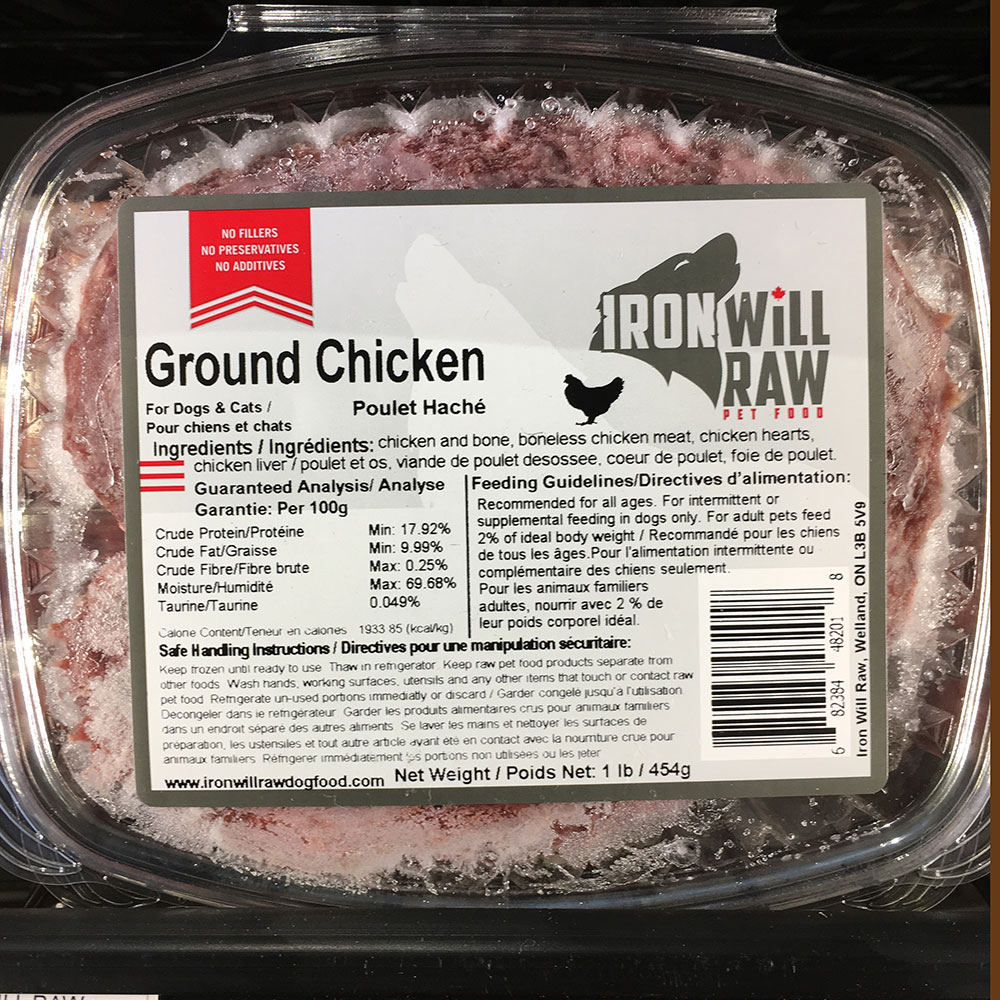 NO FILLERS
NO PRESERVATIVES
NO ADDITIVES
IRON WiLL
RAW
PET FOOD
Ground Chicken
For Dogs & Cats /
Pour chiens et chats
Poulet Haché
Ingredients / Ingrédients: chicken and bone, boneless chicken meat, chicken hearts,
chicken liver / poulet et os, viande de poulet desossee, coeur de poulet, foie de poulet.
Guaranteed Analysis/ Analyse
Garantie: Per 100g
Crude Protein/Protéine Min: 17.92%
Crude Fat/Graisse Min: 9.99%
Crude Fibre/Fibre brute Max: 0.25%
Moisture/Humidité Max: 69.68%
Taurine/Taurine 0.049%
Calorie Content/Teneur en calories 1933.85 (kcal/kg)
Feeding Guidelines/Directives d'alimentation:
Recommended for all ages. For intermittent or
supplemental feeding in dogs only. For adult pets feed
2% of ideal body weight / Recommandé pour les chiens
de tous les âges.Pour l'alimentation intermittente ou
complémentaire des chiens seulement.
Pour les animaux familiers
adultes, nourrir avec 2 % de
leur poids corporel idéal.
Safe Handling Instructions / Directives pour une manipulation sécuritaire:
Keep frozen until ready to use. Thaw in refrigerator. Keep raw pet food products separate from
other foods. Wash hands, working surfaces, utensils and any other items that touch or contact raw
pet food. Refrigerate un-used portions immediatly or discard / Garder congelé jusqu'à l'utilisation.
Decongeler dans le refrigérateur. Garder les produits alimentaires crus pour animaux familiers
dans un endroit séparé des autres aliments. Se laver les mains et nettoyer les surfaces de
préparation, les ustensiles et tout autre article ayant été en contact avec la nourriture crue pour
animaux familiers. Réfrigerer immédiatement portions non utilisées ou les jeter
www.ironwillrawdogfood.com Net Weight / Poids Net: 1 lb / 454g
6 82384 48201 8
Iron Will Raw, Welland, ON L3B 5V9